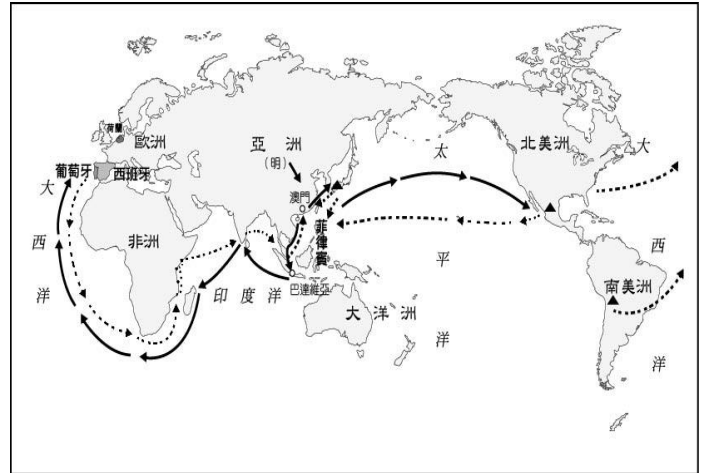 荷蘭
歐洲
葡萄牙
西班牙
亞洲
(明)
澳門
菲律賓
巴達維亞
非洲
北美洲
南美洲
大洋洲
大西洋
印度洋
太平洋
大西洋